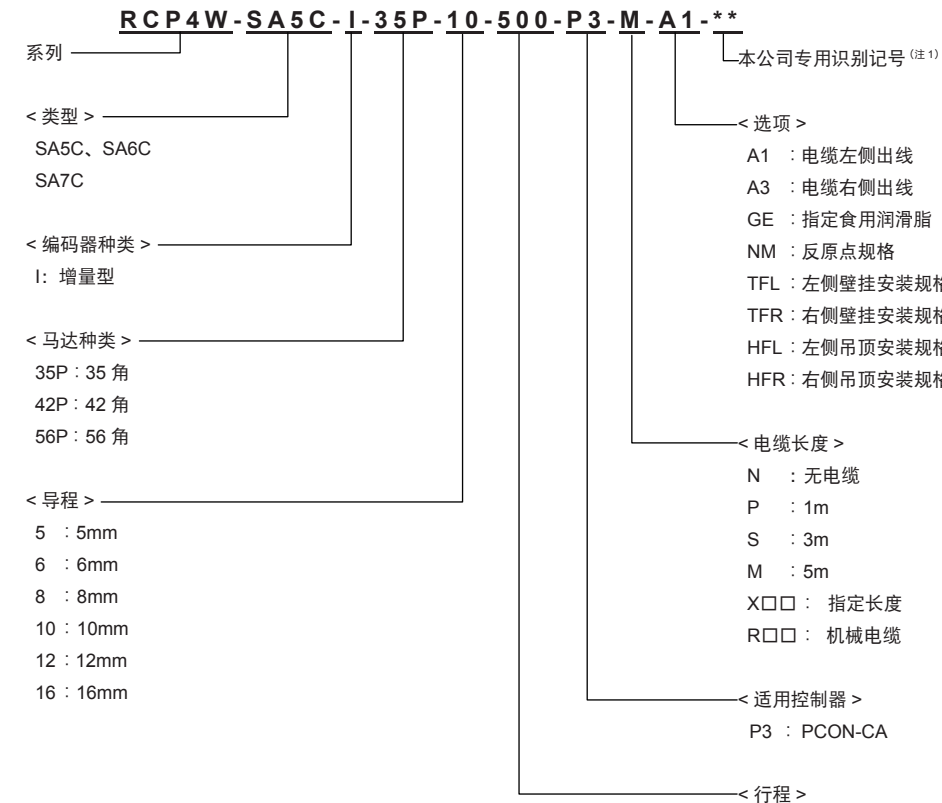 RCP4W-SA5C-I-35P-10-500-P3-M-A1-**
系列
本公司专用识别记号（注1）
<类型>
SA5C、SA6C
SA7C
<编码器种类>
I：增量型
<马达种类>
35P：35角
42P：42角
56P：56角
<导程>
5：5mm
6：6mm
8：8mm
10：10mm
12：12mm
16：16mm
<选项>
A1：电缆左侧出线
A3：电缆右侧出线
GE：指定食用润滑脂
NM：反原点规格
TFL：左侧壁挂安装规格
TFR：右侧壁挂安装规格
HFL：左侧吊顶安装规格
HFR：右侧吊顶安装规格
<电缆长度>
N：无电缆
P：1m
S：3m
M：5m
X□□：指定长度
R□□：机械电缆
<适用控制器>
P3：PCON-CA
<行程>